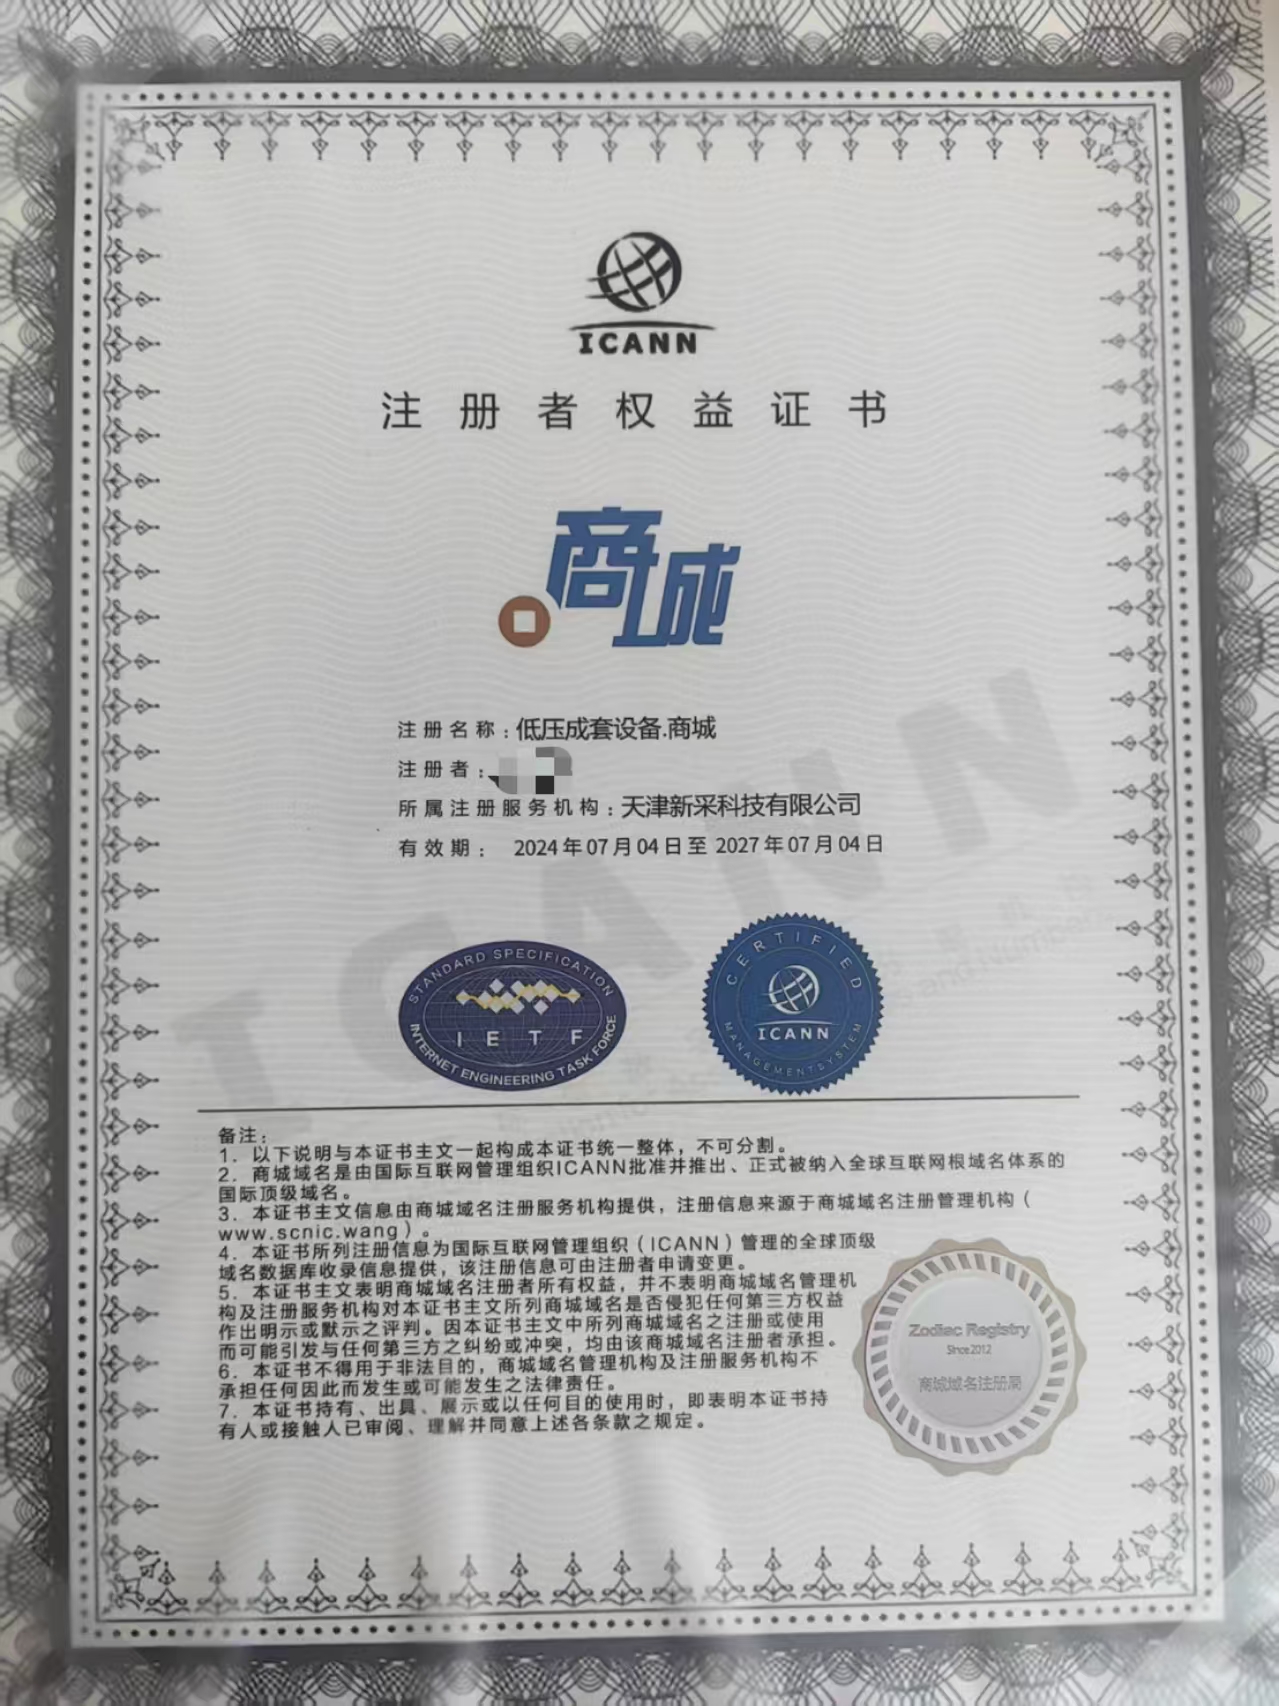 ICANN
注册者权益证书
商城
注册名称:低压成套设备.商城
注册者:
所属注册服务机构:天津新采科技有限公司
有效期: 2024年07月04日至2027年07月04日
STANDARD SPECIFICATION
IETF
INTERNET ENGINEERING TASK FORCE
CERTIFIED
ICANN
MANAGEMENT SYSTEM
ICANN
备注:
1. 以下说明与本证书主文一起构成本证书统一整体,不可分割。
2. 商城域名是由国际互联网管理组织ICANN批准并推出、正式被纳入全球互联网根域名体系的
国际顶级域名。
3. 本证书主文信息由商城域名注册服务机构提供,注册信息来源于商城域名注册管理机构(
www.scnic.wang)。
4. 本证书所列注册信息为国际互联网管理组织(ICANN)管理的全球顶级
域名数据库收录信息提供,该注册信息可由注册者申请变更。
5. 本证书主文表明商城域名注册者所有权益,并不表明商城域名管理机
构及注册服务机构对本证书主文所列商城域名是否侵犯任何第三方权益
作出明示或默示之评判。因本证书主文中所列商城域名之注册或使用
而可能引发与任何第三方之纠纷或冲突,均由该商城域名注册者承担。
6. 本证书不得用于非法目的,商城域名管理机构及注册服务机构不
承担任何因此而发生或可能发生之法律责任。
7. 本证书持有、出具、展示或以任何目的使用时,即表明本证书持
有人或接触人已审阅、理解并同意上述各条款之规定。
Zodiac Registry
Since 2012
商城域名注册局